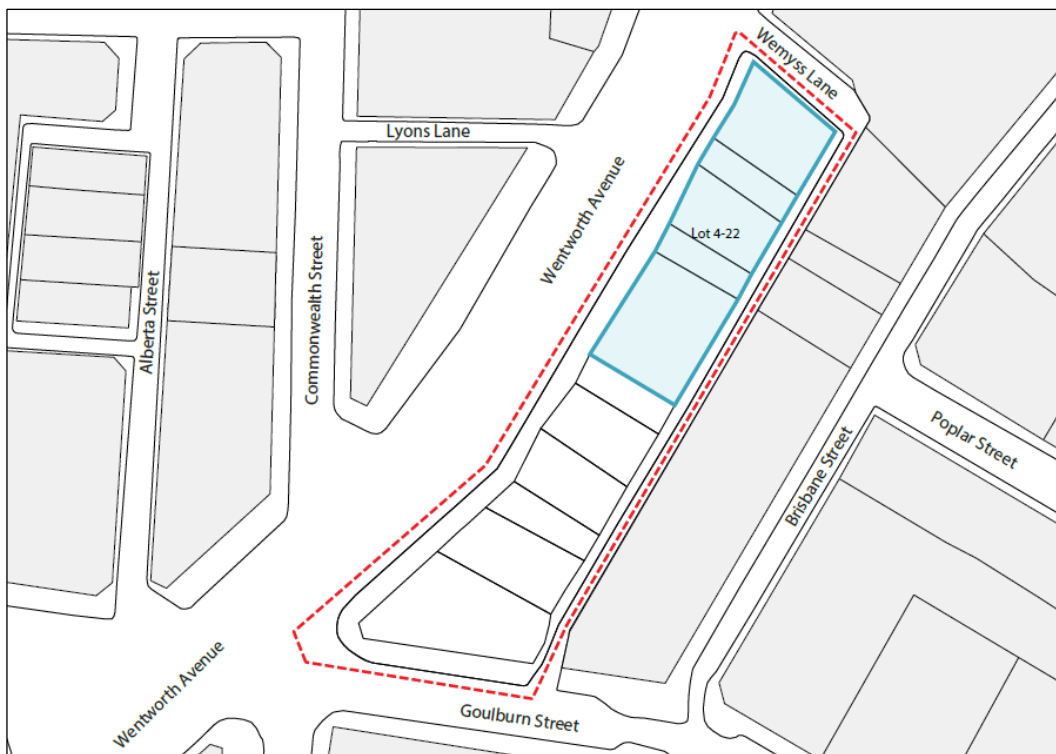 Wemyss Lane
Lyons Lane
Wentworth Avenue
Lot 4-22
Alberta Street
Commonwealth Street
Poplar Street
Brisbane Street
Wentworth Avenue
Goulburn Street